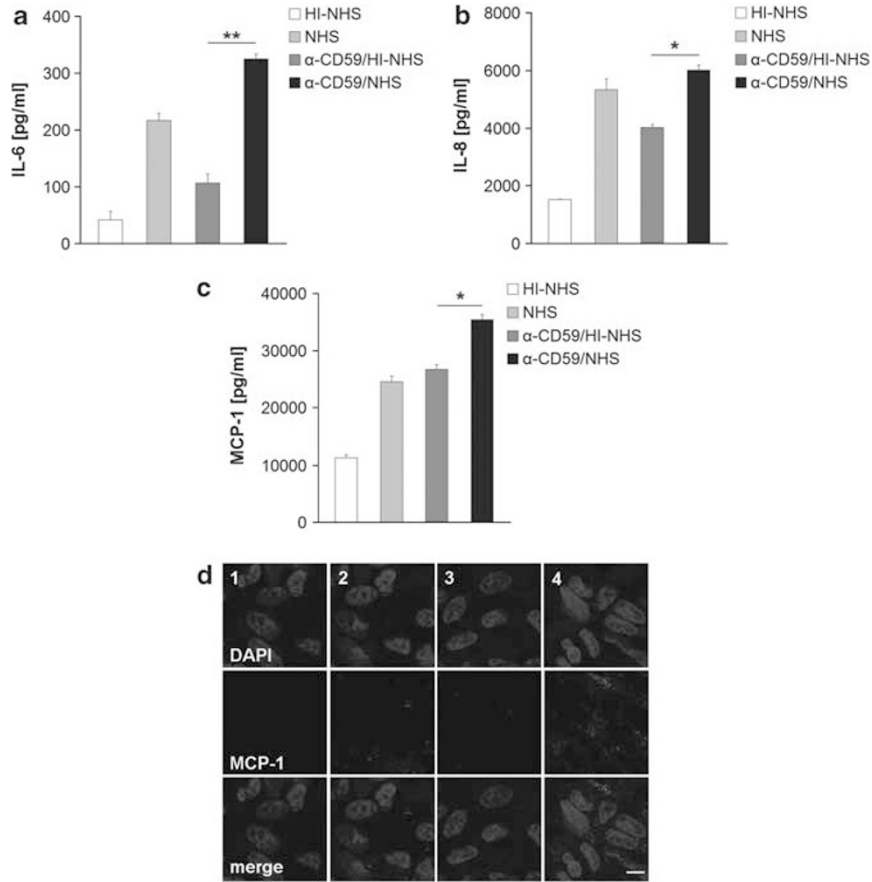 a
IL-6 [pg/ml]
400
300
200
100
0
**
HI-NHS
NHS
α-CD59/HI-NHS
α-CD59/NHS
b
IL-8 [pg/ml]
8000
6000
4000
2000
0
*
HI-NHS
NHS
α-CD59/HI-NHS
α-CD59/NHS
c
MCP-1 [pg/ml]
40000
30000
20000
10000
0
*
HI-NHS
NHS
α-CD59/HI-NHS
α-CD59/NHS
d
1 2 3 4
DAPI
MCP-1
merge